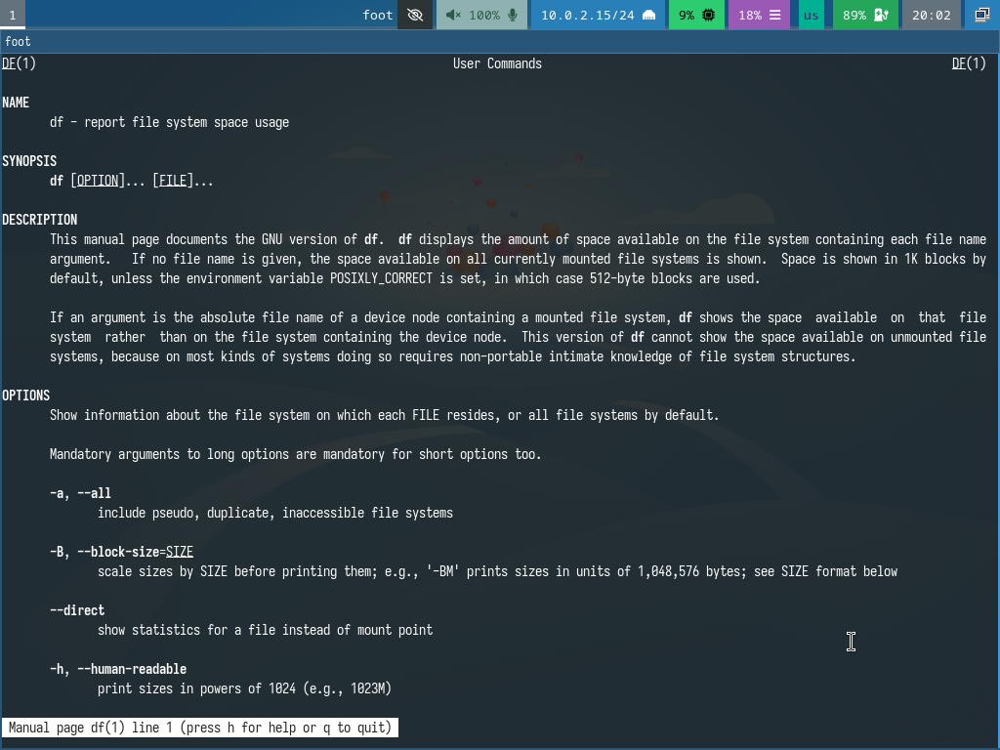 1 foot 100% 10.0.2.15/24 9% 18% us 89% 20:02
foot
DF(1) User Commands DF(1)
NAME
df - report file system space usage
SYNOPSIS
df [OPTION]... [FILE]...
DESCRIPTION
This manual page documents the GNU version of df.  df displays the amount of space available on the file system containing each file name
argument.   If no file name is given, the space available on all currently mounted file systems is shown.  Space is shown in 1K blocks by
default, unless the environment variable POSIXLY_CORRECT is set, in which case 512-byte blocks are used.
If an argument is the absolute file name of a device node containing a mounted file system, df shows the space  available  on  that  file
system  rather  than on the file system containing the device node.  This version of df cannot show the space available on unmounted file
systems, because on most kinds of systems doing so requires non-portable intimate knowledge of file system structures.
OPTIONS
Show information about the file system on which each FILE resides, or all file systems by default.
Mandatory arguments to long options are mandatory for short options too.
-a, --all
include pseudo, duplicate, inaccessible file systems
-B, --block-size=SIZE
scale sizes by SIZE before printing them; e.g., '-BM' prints sizes in units of 1,048,576 bytes; see SIZE format below
--direct
show statistics for a file instead of mount point
-h, --human-readable
print sizes in powers of 1024 (e.g., 1023M)
Manual page df(1) line 1 (press h for help or q to quit)